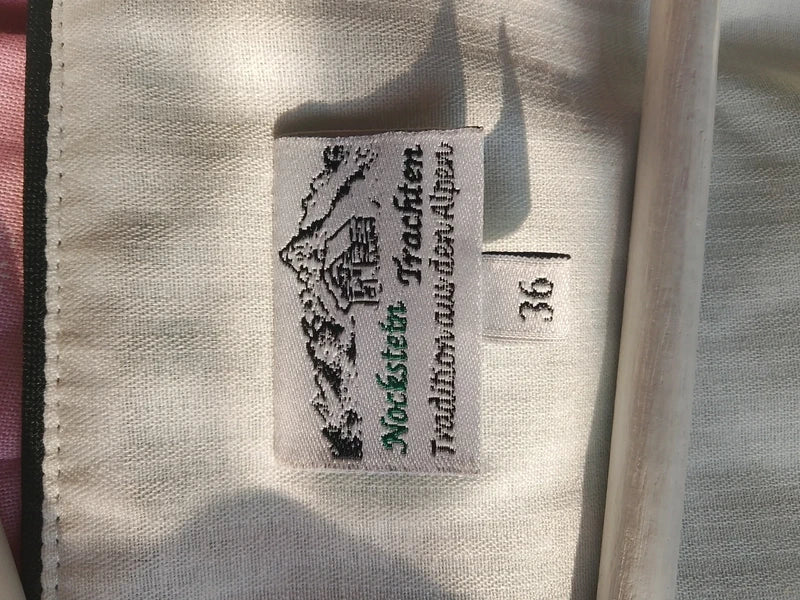 Nockstein Trachten
Tradition aus den Alpen
36